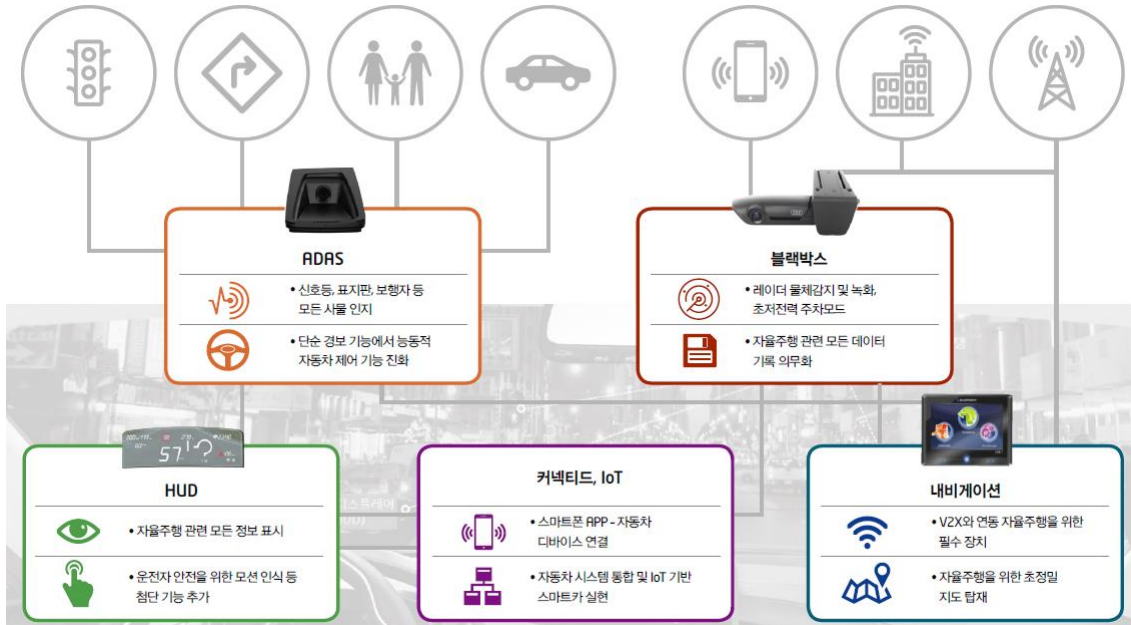 ADAS
• 신호등, 표지판, 보행자 등
모든 사물 인지
• 단순 경보 기능에서 능동적
자동차 제어 기능 진화
블랙박스
• 레이더 물체감지 및 녹화,
초저전력 주차모드
• 자율주행 관련 모든 데이터
기록 의무화
57
HUD
• 자율주행 관련 모든 정보 표시
• 운전자 안전을 위한 모션 인식 등
첨단 기능 추가
커넥티드, IoT
• 스마트폰 APP - 자동차
디바이스 연결
• 자동차 시스템 통합 및 IoT 기반
스마트카 실현
내비게이션
• V2X와 연동 자율주행을 위한
필수 장치
• 자율주행을 위한 초정밀
지도 탑재